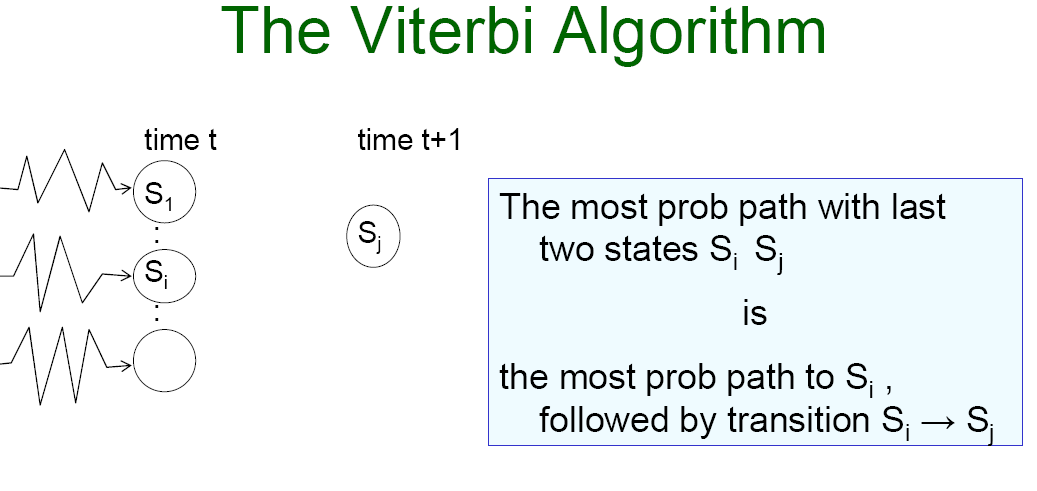 The Viterbi Algorithm
time t
time t+1
S1
:
Sj
Si
:
The most prob path with last
two states Si Sj
is
the most prob path to Si ,
followed by transition Si → Sj